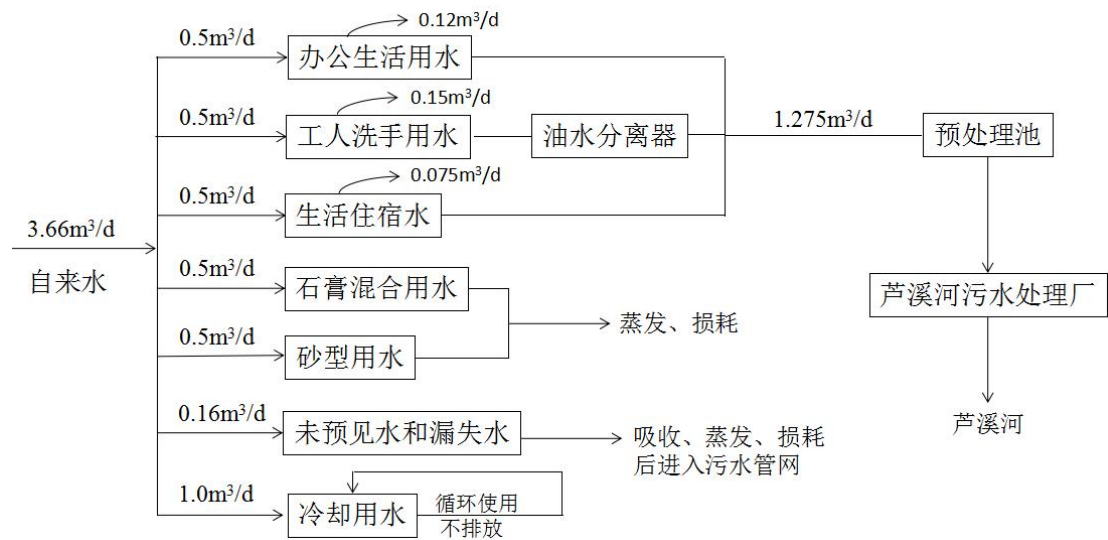 0.12m³/d
0.5m³/d
办公生活用水
0.15m³/d
0.5m³/d
工人洗手用水
油水分离器
1.275m³/d
预处理池
0.075m³/d
0.5m³/d
生活住宿水
3.66m³/d
自来水
0.5m³/d
石膏混合用水
芦溪河污水处理厂
蒸发、损耗
0.5m³/d
砂型用水
0.16m³/d
未预见水和漏失水
吸收、蒸发、损耗
后进入污水管网
芦溪河
1.0m³/d
冷却用水
循环使用
不排放